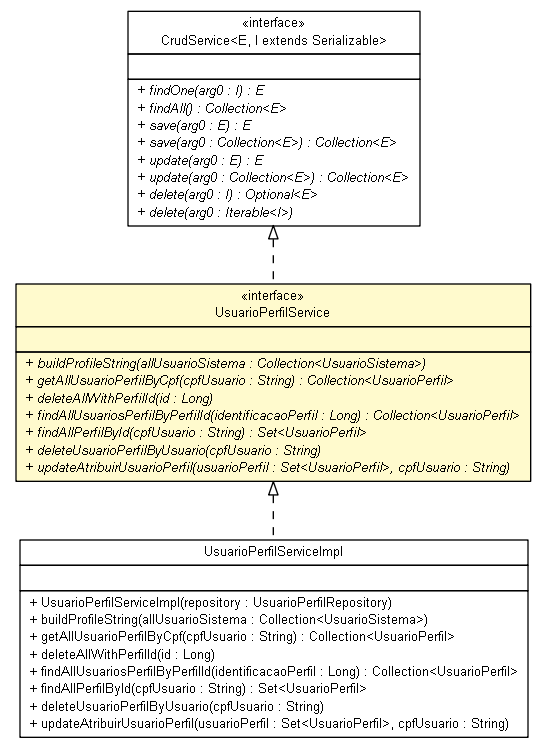 «interface»
CrudService<E, I extends Serializable>
+ findOne(arg0 : I) : E
+ findAll() : Collection<E>
+ save(arg0 : E) : E
+ save(arg0 : Collection<E>) : Collection<E>
+ update(arg0 : E) : E
+ update(arg0 : Collection<E>) : Collection<E>
+ delete(arg0 : I) : Optional<E>
+ delete(arg0 : Iterable<I>)
«interface»
UsuarioPerfilService
+ buildProfileString(allUsuarioSistema : Collection<UsuarioSistema>)
+ getAllUsuarioPerfilByCpf(cpfUsuario : String) : Collection<UsuarioPerfil>
+ deleteAllWithPerfilId(id : Long)
+ findAllUsuariosPerfilByPerfilId(identificacaoPerfil : Long) : Collection<UsuarioPerfil>
+ findAllPerfilById(cpfUsuario : String) : Set<UsuarioPerfil>
+ deleteUsuarioPerfilByUsuario(cpfUsuario : String)
+ updateAtribuirUsuarioPerfil(usuarioPerfil : Set<UsuarioPerfil>, cpfUsuario : String)
UsuarioPerfilServiceImpl
+ UsuarioPerfilServiceImpl(repository : UsuarioPerfilRepository)
+ buildProfileString(allUsuarioSistema : Collection<UsuarioSistema>)
+ getAllUsuarioPerfilByCpf(cpfUsuario : String) : Collection<UsuarioPerfil>
+ deleteAllWithPerfilId(id : Long)
+ findAllUsuariosPerfilByPerfilId(identificacaoPerfil : Long) : Collection<UsuarioPerfil>
+ findAllPerfilById(cpfUsuario : String) : Set<UsuarioPerfil>
+ deleteUsuarioPerfilByUsuario(cpfUsuario : String)
+ updateAtribuirUsuarioPerfil(usuarioPerfil : Set<UsuarioPerfil>, cpfUsuario : String)